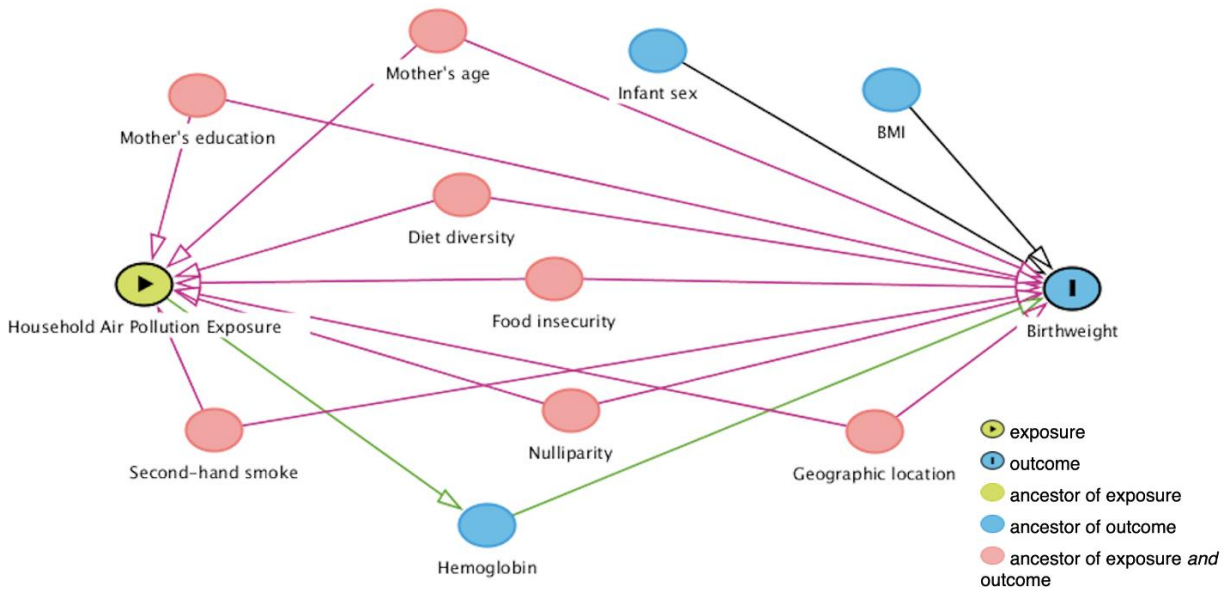 Mother's age
Infant sex
BMI
Mother's education
Diet diversity
Household Air Pollution Exposure
Food insecurity
Birthweight
Second-hand smoke
Nulliparity
Geographic location
Hemoglobin
exposure
outcome
ancestor of exposure
ancestor of outcome
ancestor of exposure and
outcome